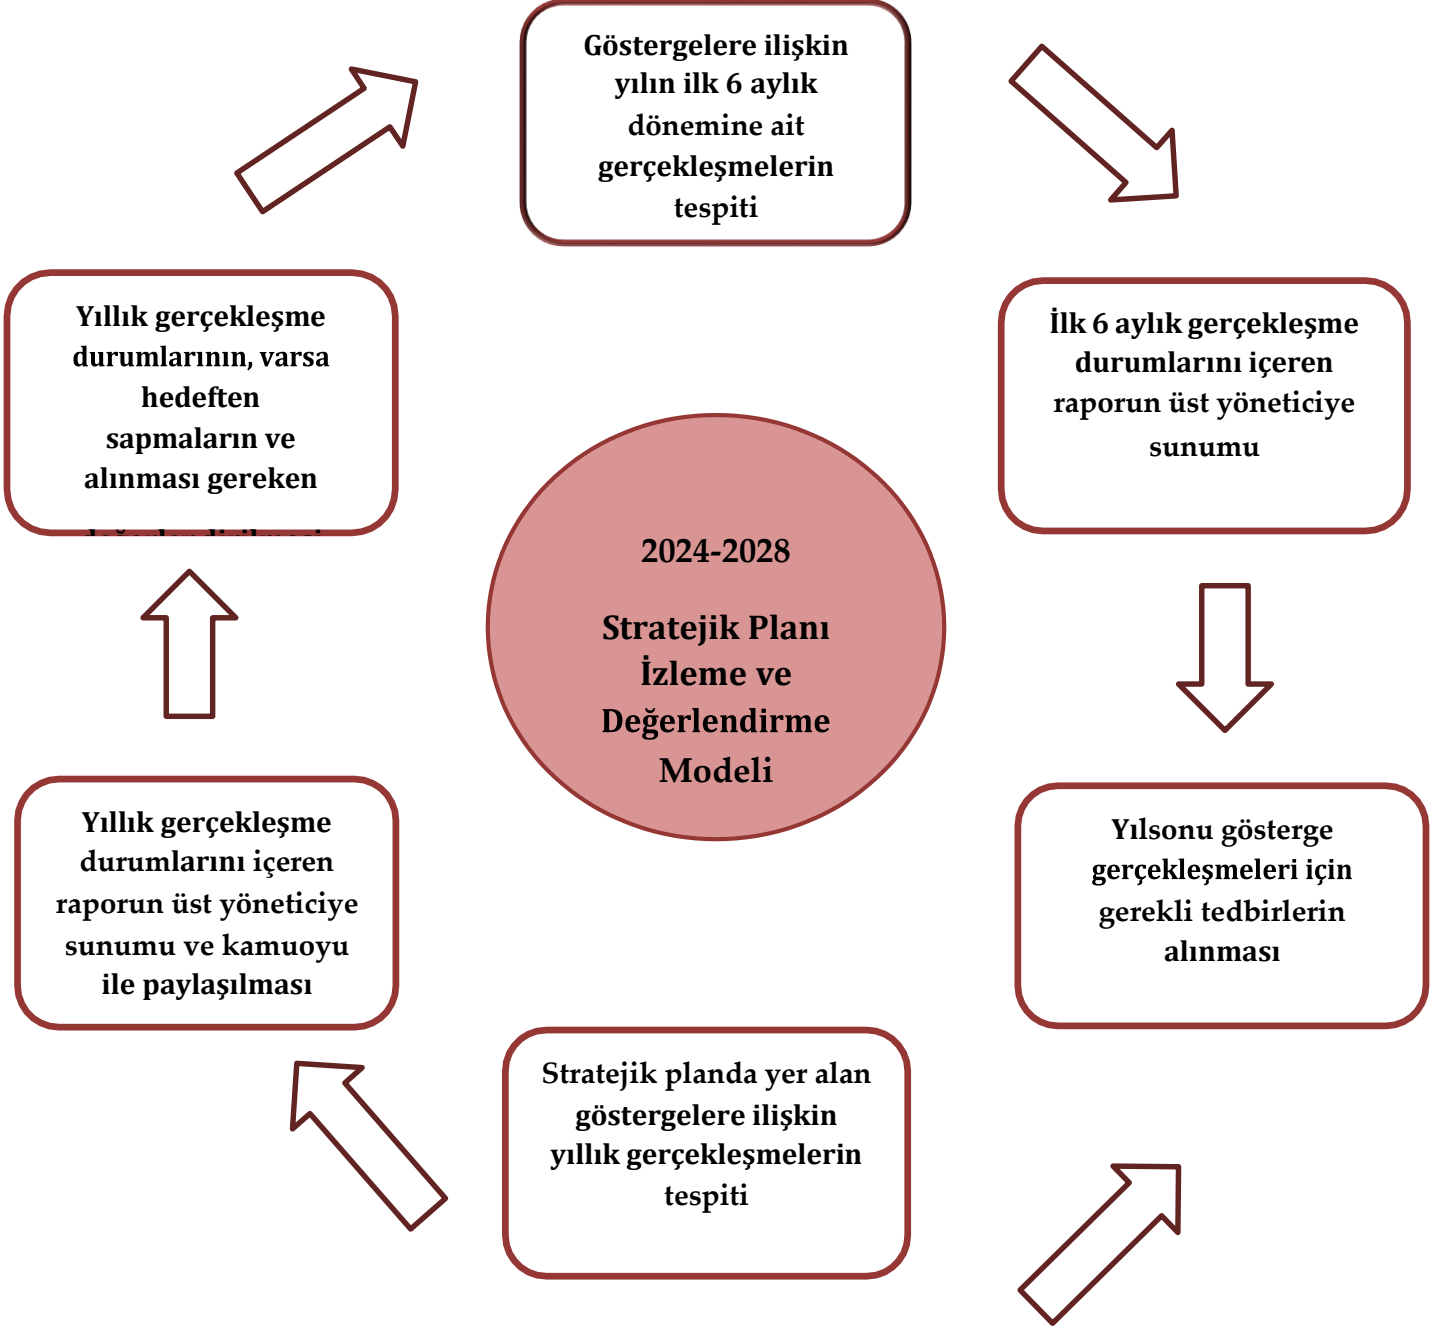 Göstergelere ilişkin
yılın ilk 6 aylık
dönemine ait
gerçekleşmelerin
tespiti
İlk 6 aylık gerçekleşme
durumlarını içeren
raporun üst yöneticiye
sunumu
Yılsonu gösterge
gerçekleşmeleri için
gerekli tedbirlerin
alınması
Stratejik planda yer alan
göstergelere ilişkin
yıllık gerçekleşmelerin
tespiti
Yıllık gerçekleşme
durumlarını içeren
raporun üst yöneticiye
sunumu ve kamuoyu
ile paylaşılması
Yıllık gerçekleşme
durumlarının, varsa
hedeften
sapmaların ve
alınması gereken
2024-2028
Stratejik Planı
İzleme ve
Değerlendirme
Modeli